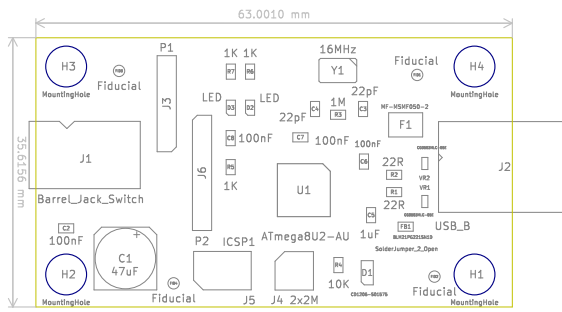 63.0010 mm
35.6156 mm
H3
MountingHole
FID5
Fiducial
P1
J3
1K 1K
R7
R6
LED
D3
D2
LED
16MHz
Y1
Fiducial
H4
MountingHole
22pF
C4
1M
R3
22pF
C3
MF-MSMF050-2
F1
J1
Barrel_Jack_Switch
J6
C8
100nF
C7
100nF
100nF
C6
R5
1K
U1
22R
R2
R1
22R
VR2
VR1
J2
USB_B
C2
100nF
C1
47uF
+
P2
ICSP1
J5
ATmega8U2-AU
C5
1uF
FB1
BLM21PG221SN1D
SolderJumper_2_Open
H2
MountingHole
FID4
Fiducial
J4 2x2M
R4
10K
D1
Fiducial
H1
MountingHole